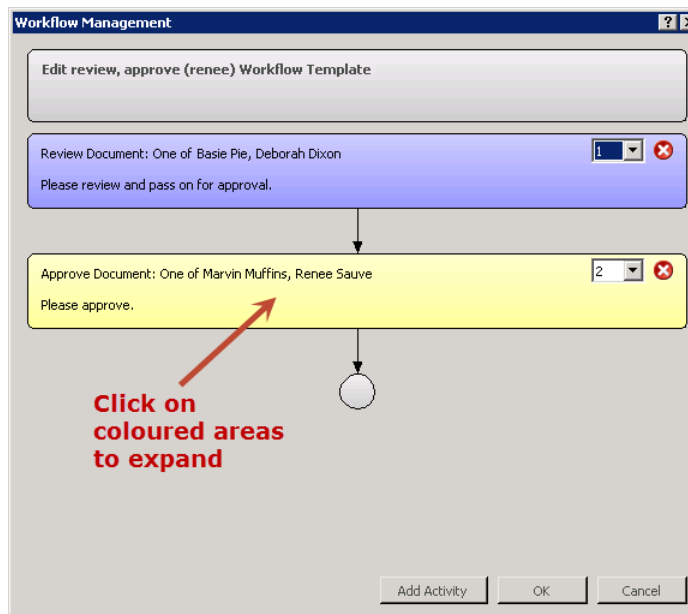 Workflow Management
Edit review, approve (renee) Workflow Template
Review Document: One of Basie Pie, Deborah Dixon
1
Please review and pass on for approval.
Approve Document: One of Marvin Muffins, Renee Sauve
2
Please approve.
Click on
coloured areas
to expand
Add Activity
OK
Cancel